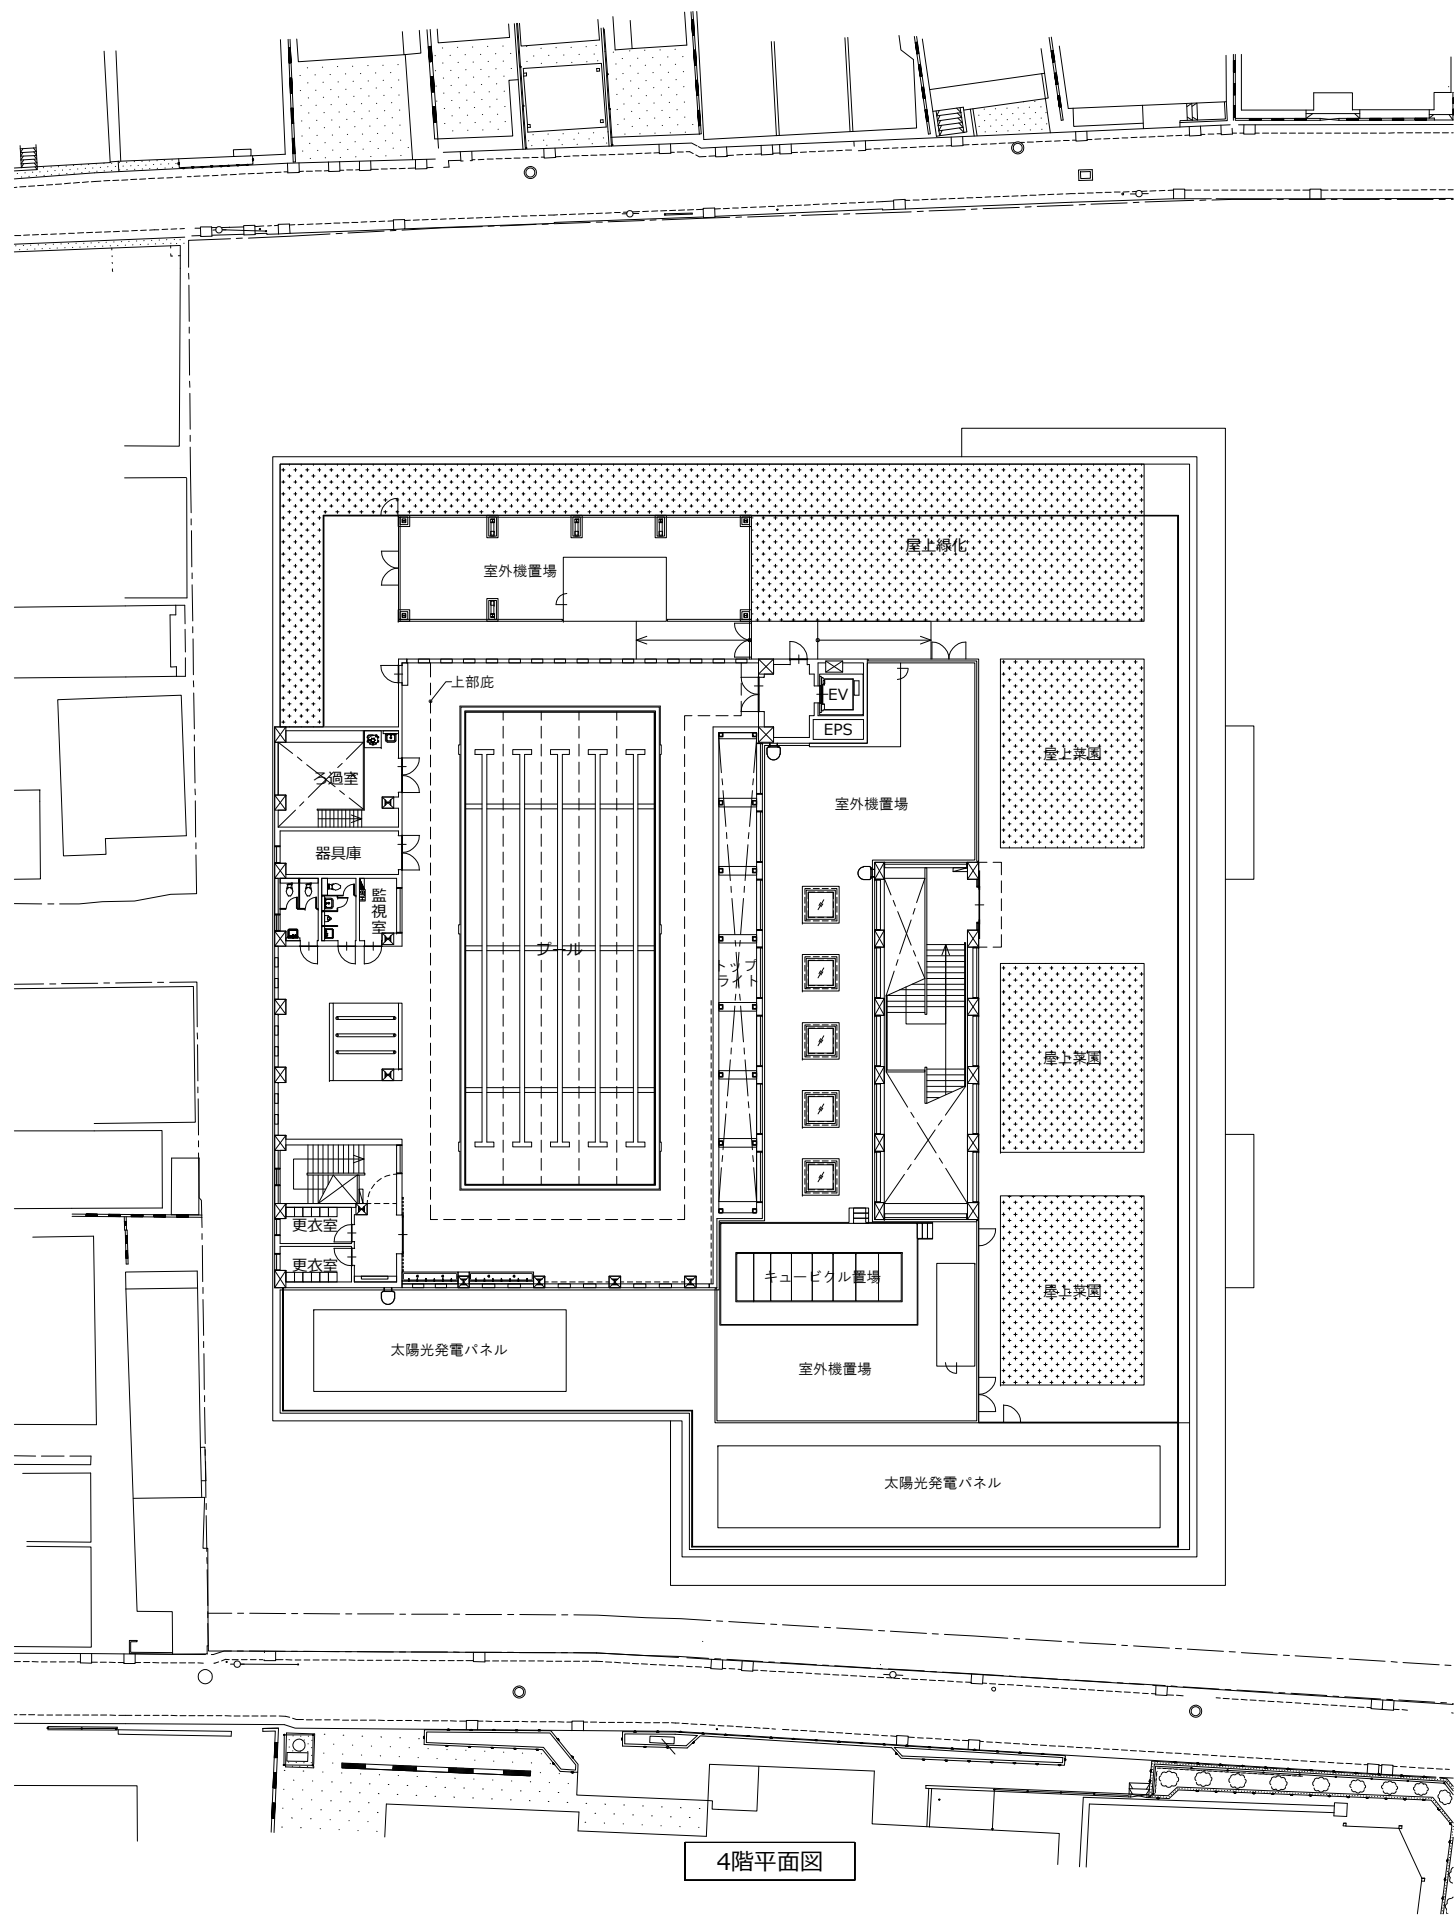 屋上緑化
室外機置場
上部庇
EV
EPS
ろ過室
屋上菜園
室外機置場
器具庫
監視室
プール
トップ
ライト
屋上菜園
更衣室
更衣室
キュービクル置場
屋上菜園
太陽光発電パネル
室外機置場
太陽光発電パネル
4階平面図